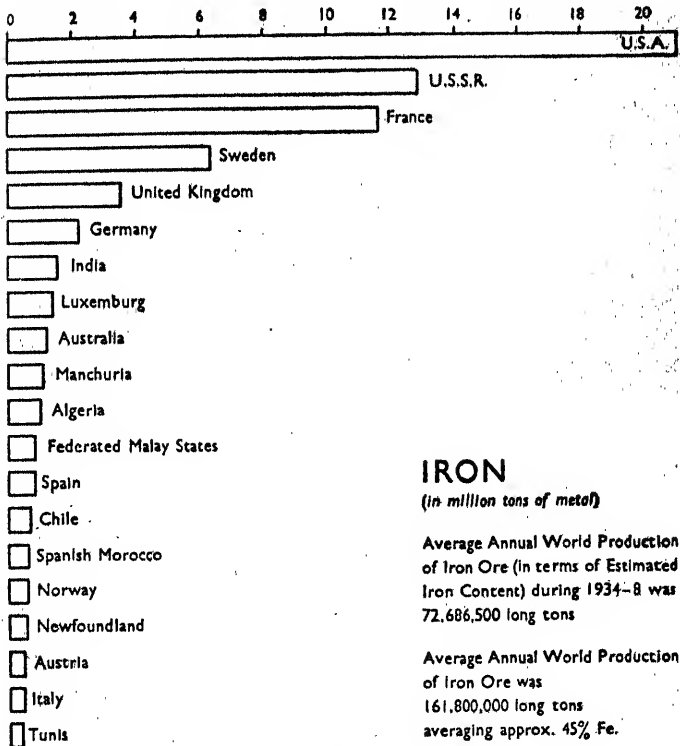 0 2 4 6 8 10 12 14 16 18 20
U.S.A.
U.S.S.R.
France
Sweden
United Kingdom
Germany
India
Luxemburg
Australia
Manchuria
Algeria
Federated Malay States
Spain
Chile
Spanish Morocco
Norway
Newfoundland
Austria
Italy
Tunis
IRON
(in million tons of metal)
Average Annual World Production
of Iron Ore (in terms of Estimated
Iron Content) during 1934–8 was
72,686,500 long tons
Average Annual World Production
of Iron Ore was
161,800,000 long tons
averaging approx. 45% Fe.